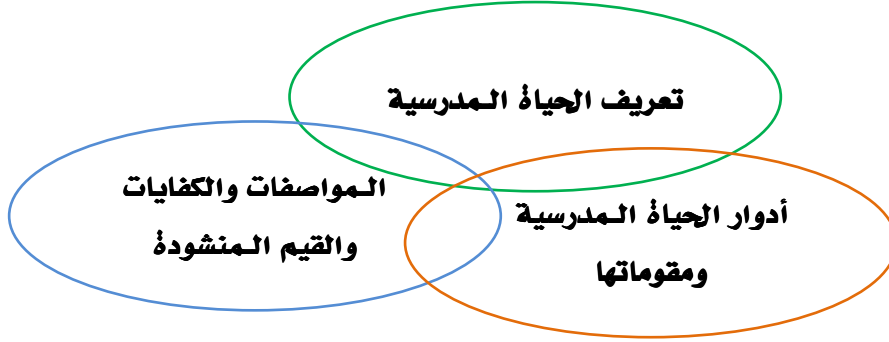 تعريف الحياة المدرسية
المواصفات والكفايات
والقيم المنشودة
أدوار الحياة المدرسية
ومقوماتها